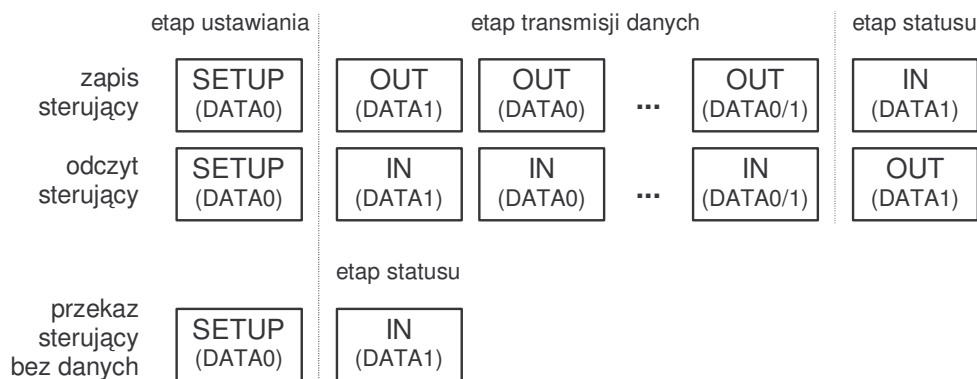 etap ustawiania etap transmisji danych etap statusu
zapis
sterujący
SETUP OUT OUT ... OUT IN
(DATA0) (DATA1) (DATA0) (DATA0/1) (DATA1)
odczyt
sterujący
SETUP IN IN ... IN OUT
(DATA0) (DATA1) (DATA0) (DATA0/1) (DATA1)
etap statusu
przekaz
sterujący
bez danych
SETUP IN
(DATA0) (DATA1)